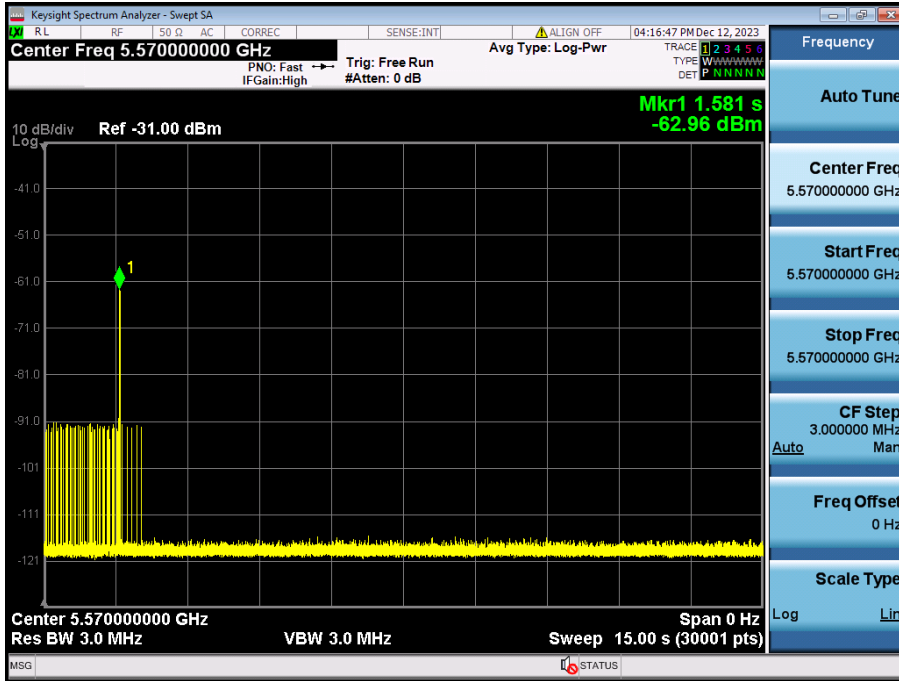 Keysight Spectrum Analyzer - Swept SA
LXI RL RF 50 Ω AC CORREC SENSE:INT ALIGN OFF 04:16:47 PM Dec 12, 2023
Center Freq 5.570000000 GHz
PNO: Fast
IFGain:High
Trig: Free Run
#Atten: 0 dB
Avg Type: Log-Pwr
TRACE 1 2 3 4 5 6
TYPE WWWWWW
DET P N N N N N
Mkr1 1.581 s
-62.96 dBm
10 dB/div
Log
Ref -31.00 dBm
-41.0
-51.0
1
-61.0
-71.0
-81.0
-91.0
-101
-111
-121
Center 5.570000000 GHz
Span 0 Hz
Res BW 3.0 MHz
VBW 3.0 MHz
Sweep 15.00 s (30001 pts)
MSG
STATUS
Frequency
Auto Tune
Center Freq
5.570000000 GHz
Start Freq
5.570000000 GHz
Stop Freq
5.570000000 GHz
CF Step
3.000000 MHz
Auto Man
Freq Offset
0 Hz
Scale Type
Log Lin